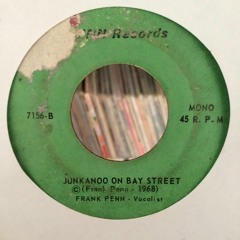 Records
MONO
7156-B
45 R. P. M
JUNKANOO ON BAY STREET
©(Frank Penn - 1968)
FRANK PENN - Vocalist